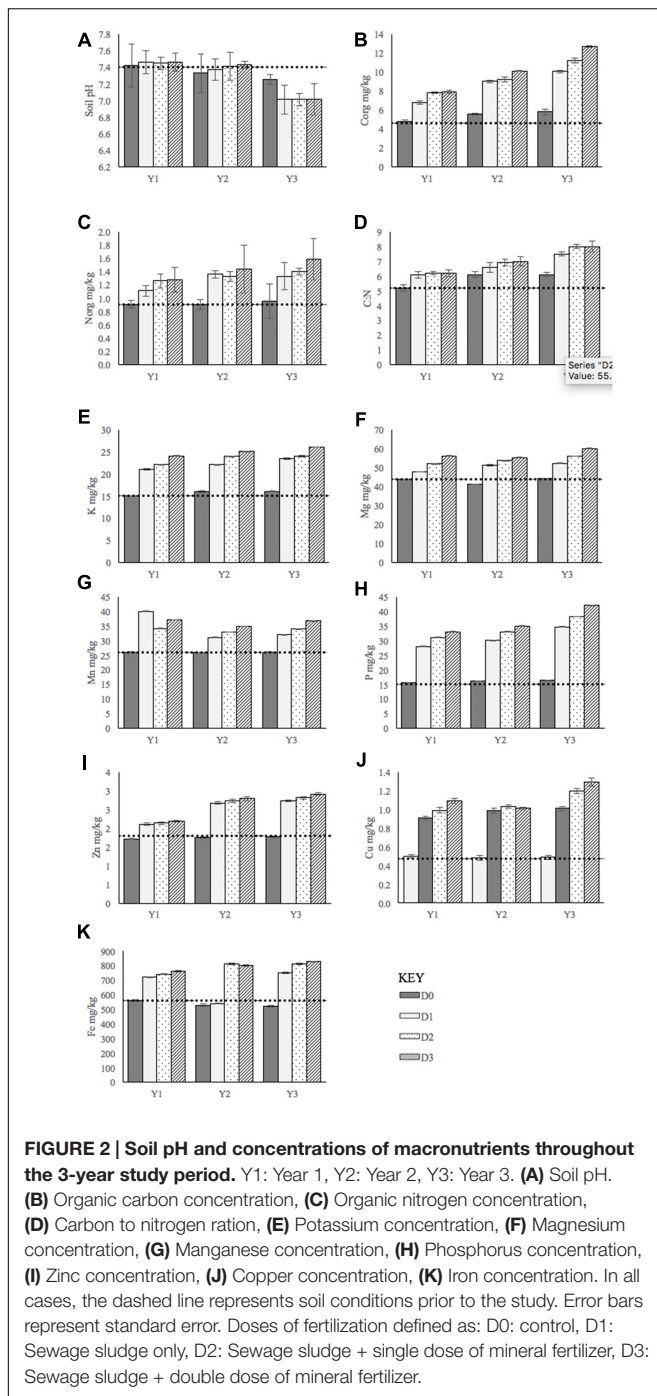 A
Soil pH
7.8
7.6
7.4
7.2
7.0
6.8
6.6
6.4
6.2
Y1 Y2 Y3
B
Corg mg/kg
14
12
10
8
6
4
2
0
Y1 Y2 Y3
C
Norg mg/kg
2.0
1.8
1.6
1.4
1.2
1.0
0.8
0.6
0.4
0.2
0.0
Y1 Y2 Y3
D
C:N
9
8
7
6
5
4
3
2
1
0
Y1 Y2
Series "D2
Value: 55.
E
K mg/kg
30
25
20
15
10
5
0
Y1 Y2 Y3
F
Mg mg/kg
70
60
50
40
30
20
10
0
Y1 Y2 Y3
G
Mn mg/kg
45
40
35
30
25
20
15
10
5
0
Y1 Y2 Y3
H
P mg/kg
45
40
35
30
25
20
15
10
5
0
Y1 Y2 Y3
I
Zn mg/kg
4
3
3
2
2
1
1
0
Y1 Y2 Y3
J
Cu mg/kg
1.4
1.2
1.0
0.8
0.6
0.4
0.2
0.0
Y1 Y2 Y3
K
Fe mg/kg
900
800
700
600
500
400
300
200
100
0
Y1 Y2 Y3
KEY
D0
D1
D2
D3
FIGURE 2 | Soil pH and concentrations of macronutrients throughout
the 3-year study period. Y1: Year 1, Y2: Year 2, Y3: Year 3. (A) Soil pH.
(B) Organic carbon concentration, (C) Organic nitrogen concentration,
(D) Carbon to nitrogen ration, (E) Potassium concentration, (F) Magnesium
concentration, (G) Manganese concentration, (H) Phosphorus concentration,
(I) Zinc concentration, (J) Copper concentration, (K) Iron concentration. In all
cases, the dashed line represents soil conditions prior to the study. Error bars
represent standard error. Doses of fertilization defined as: D0: control, D1:
Sewage sludge only, D2: Sewage sludge + single dose of mineral fertilizer, D3:
Sewage sludge + double dose of mineral fertilizer.